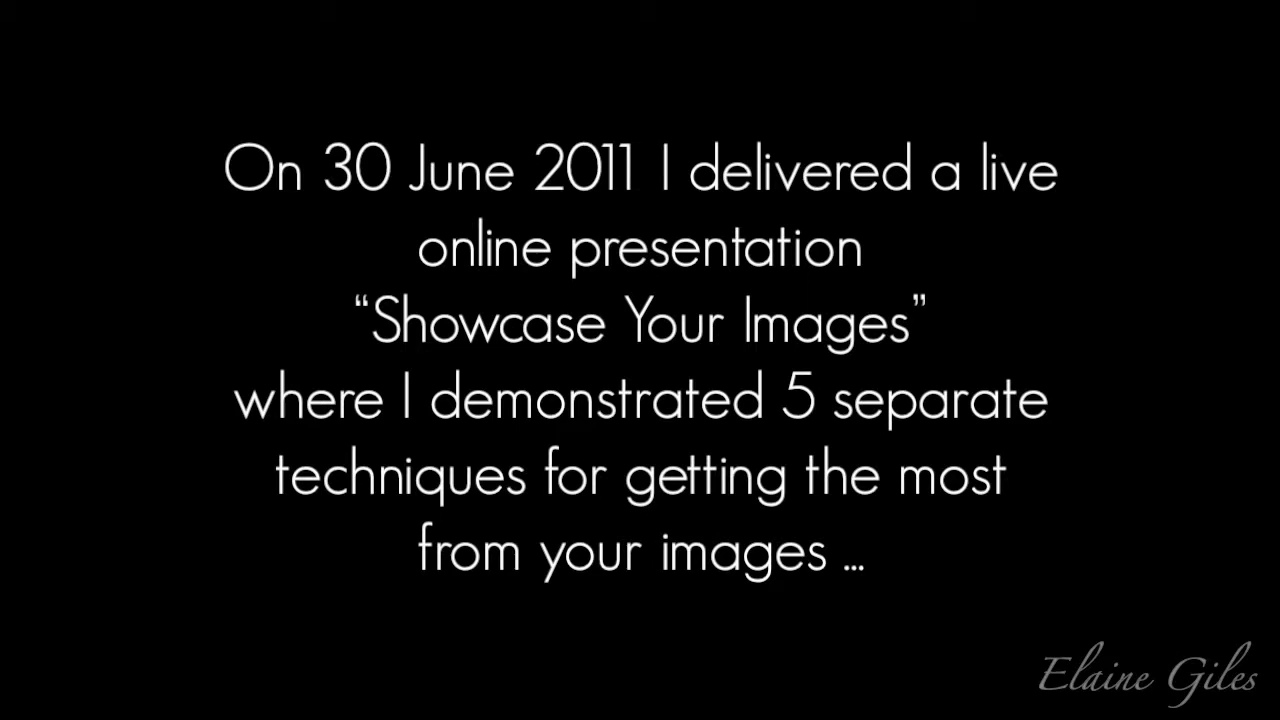 On 30 June 2011 I delivered a live
online presentation
“Showcase Your Images”
where I demonstrated 5 separate
techniques for getting the most
from your images ...
Elaine Giles